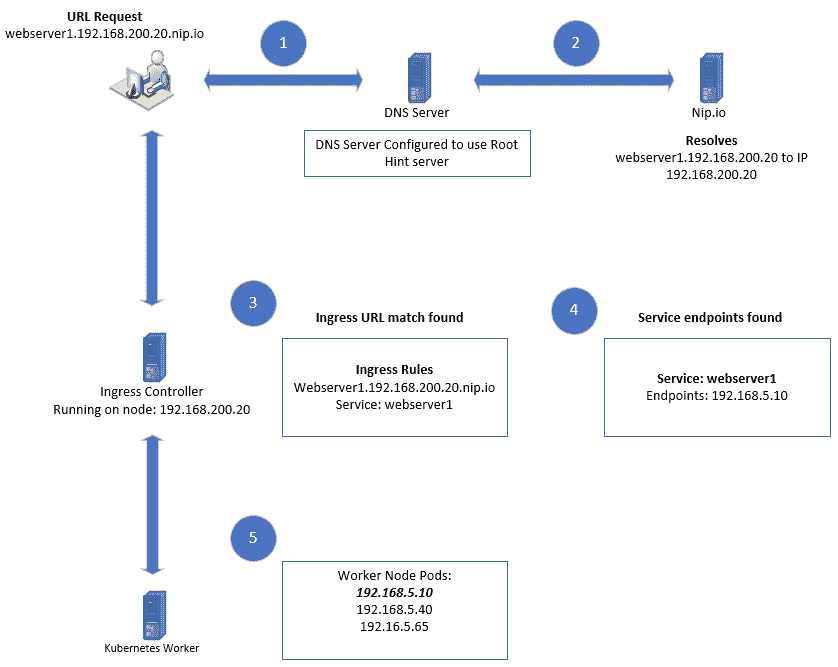 URL Request
webserver1.192.168.200.20.nip.io
1
2
DNS Server
Nip.io
DNS Server Configured to use Root
Hint server
Resolves
webserver1.192.168.200.20 to IP
192.168.200.20
3
Ingress URL match found
4
Service endpoints found
Ingress Controller
Running on node: 192.168.200.20
Ingress Rules
Webserver1.192.168.200.20.nip.io
Service: webserver1
Service: webserver1
Endpoints: 192.168.5.10
5
Worker Node Pods:
192.168.5.10
192.168.5.40
192.16.5.65
Kubernetes Worker